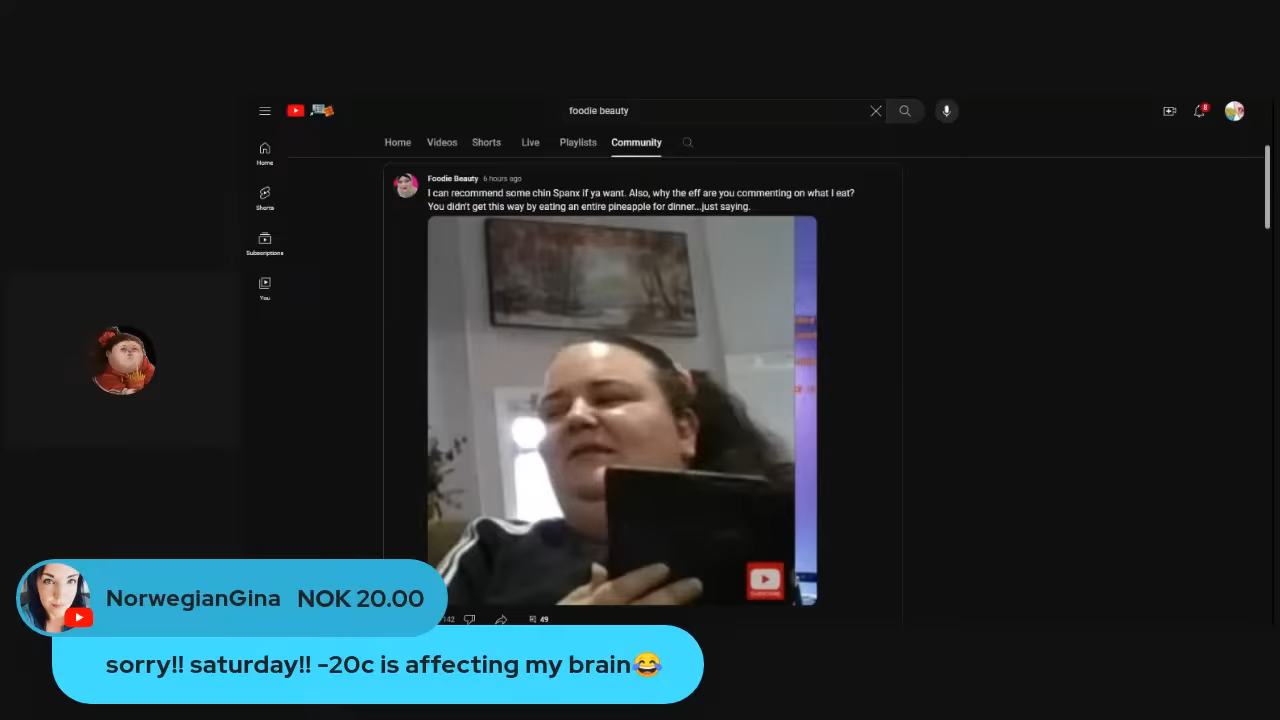 foodie beauty
8
Home Videos Shorts Live Playlists Community
Home
Shorts
Subscriptions
You
Foodie Beauty 6 hours ago
I can recommend some chin Spanx if ya want. Also, why the eff are you commenting on what I eat?
You didn't get this way by eating an entire pineapple for dinner...just saying.
SUBSCRIBE
142
49
NorwegianGina NOK 20.00
sorry!! saturday!! -20c is affecting my brain😂